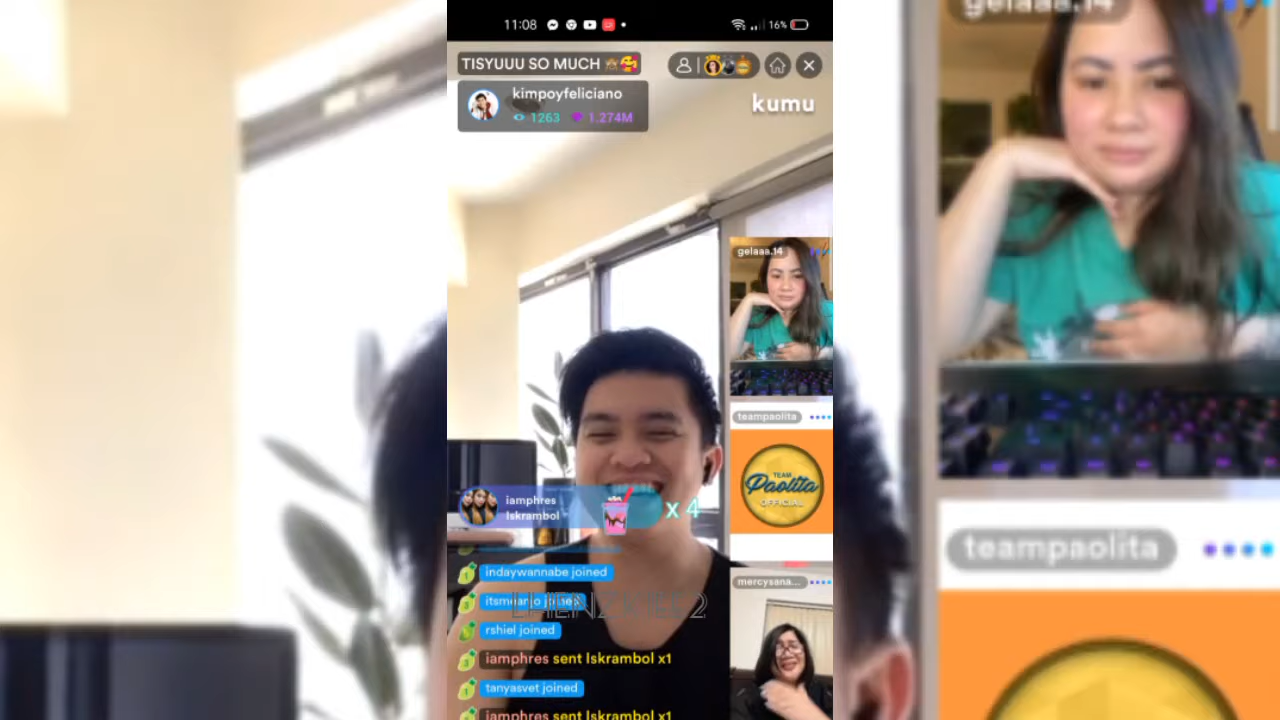 11:08
16%
TISYUUU SO MUCH
kimpoyfeliciano
1263 1.274M
kumu
gelaaa.14
gelaaa.14
teampaolita
TEAM
Paolita
OFFICIAL
teampaolita
iamphres
Iskrambol
x 4
mercysana...
indaywannabe joined
rshiel joined
iamphres sent Iskrambol x1
tanyasvet joined
iamphres sent Iskrambol x1